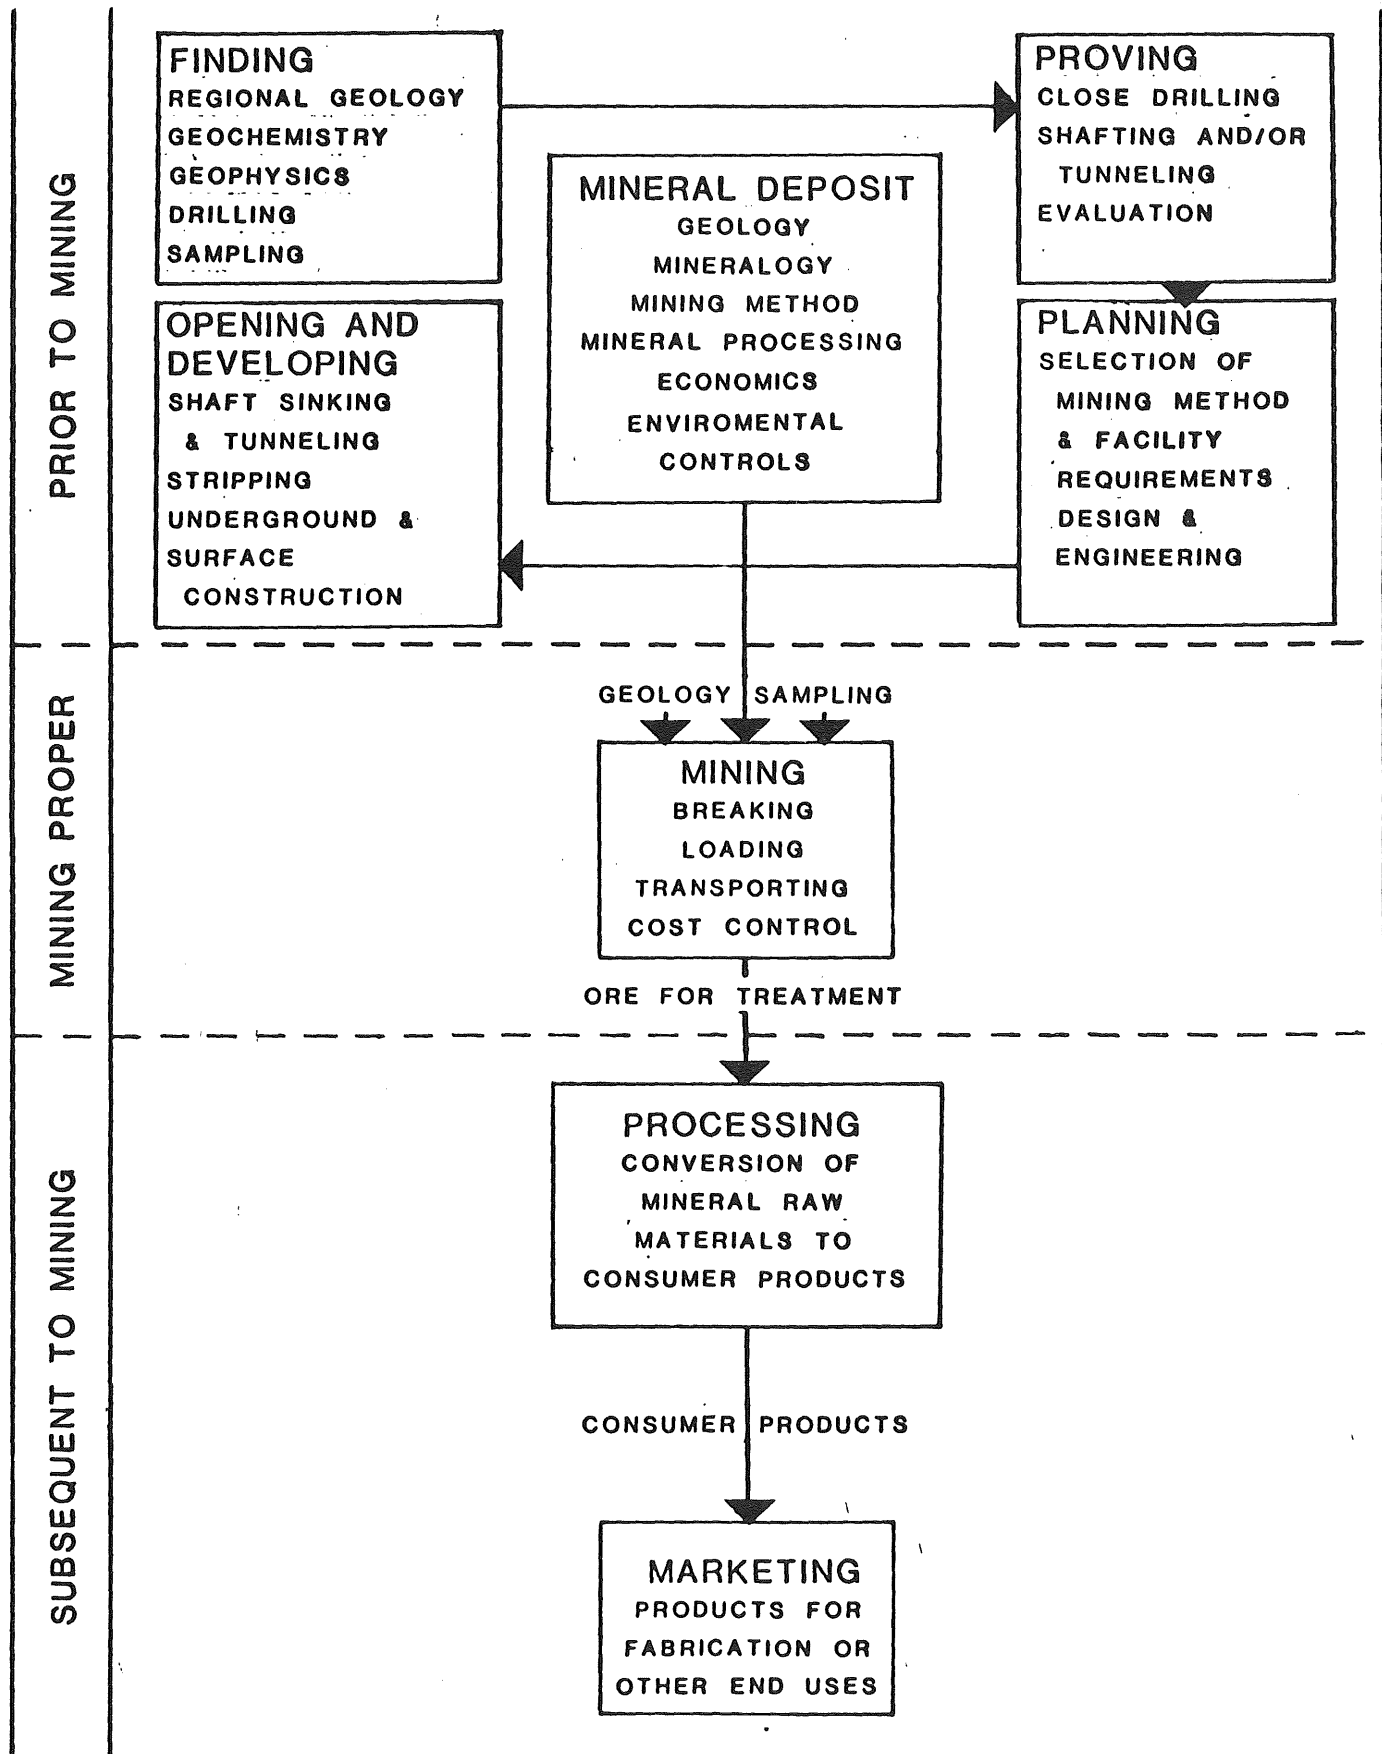 PRIOR TO MINING
FINDING
REGIONAL GEOLOGY
GEOCHEMISTRY
GEOPHYSICS
DRILLING
SAMPLING
PROVING
CLOSE DRILLING
SHAFTING AND/OR
TUNNELING
EVALUATION
MINERAL DEPOSIT
GEOLOGY
MINERALOGY
MINING METHOD
MINERAL PROCESSING
ECONOMICS
ENVIROMENTAL
CONTROLS
OPENING AND
DEVELOPING
SHAFT SINKING
& TUNNELING
STRIPPING
UNDERGROUND &
SURFACE
CONSTRUCTION
PLANNING
SELECTION OF
MINING METHOD
& FACILITY
REQUIREMENTS
DESIGN &
ENGINEERING
MINING PROPER
GEOLOGY SAMPLING
MINING
BREAKING
LOADING
TRANSPORTING
COST CONTROL
ORE FOR TREATMENT
SUBSEQUENT TO MINING
PROCESSING
CONVERSION OF
MINERAL RAW
MATERIALS TO
CONSUMER PRODUCTS
CONSUMER PRODUCTS
MARKETING
PRODUCTS FOR
FABRICATION OR
OTHER END USES